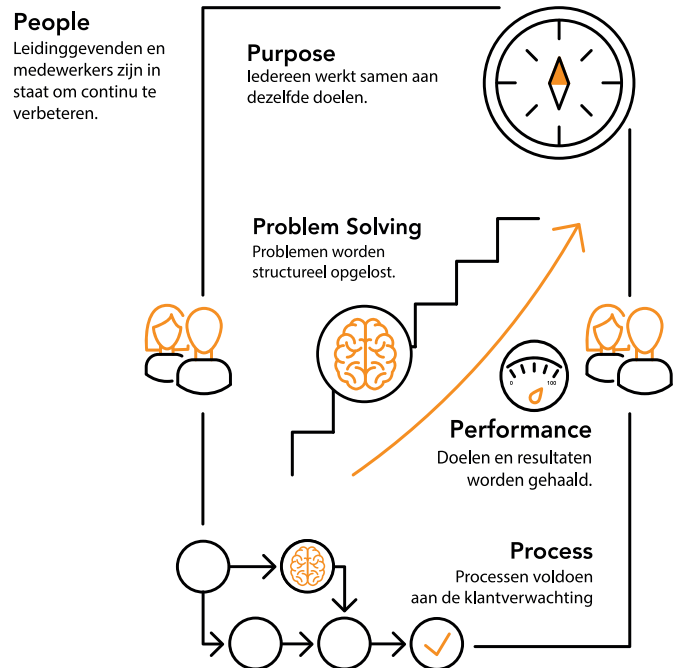 People
Leidinggevenden en
medewerkers zijn in
staat om continu te
verbeteren.
Purpose
Iedereen werkt samen aan
dezelfde doelen.
Problem Solving
Problemen worden
structureel opgelost.
0 100
Performance
Doelen en resultaten
worden gehaald.
Process
Processen voldoen
aan de klantverwachting